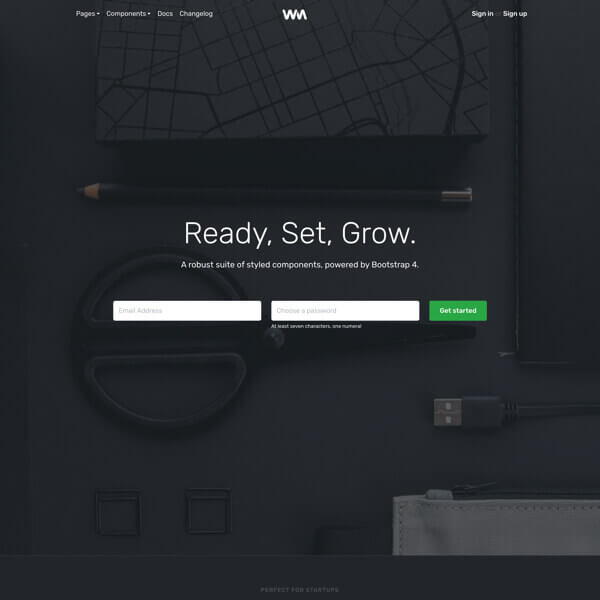 Pages Components Docs Changelog
WM
Sign in or Sign up
Ready, Set, Grow.
A robust suite of styled components, powered by Bootstrap 4.
Email Address
Choose a password
Get started
At least seven characters, one numeral
PERFECT FOR STARTUPS